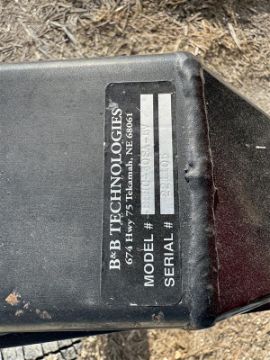 B&B TECHNOLOGIES
674 Hwy 75 Tekamah, NE 68061
MODEL #
SERIAL #